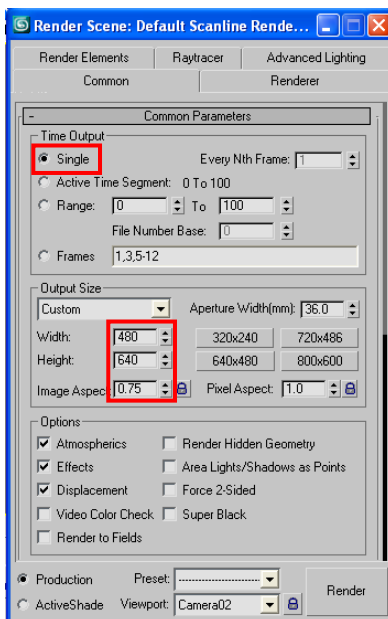 Render Scene: Default Scanline Rende...
Render Elements Raytracer Advanced Lighting
Common Renderer
- Common Parameters
Time Output
Single Every Nth Frame: 1
Active Time Segment: 0 To 100
Range: 0 To 100
File Number Base: 0
Frames 1,3,5-12
Output Size
Custom Aperture Width(mm): 36.0
Width: 480 320x240 720x486
Height: 640 640x480 800x600
Image Aspec 0.75 Pixel Aspect: 1.0
Options
Atmospherics Render Hidden Geometry
Effects Area Lights/Shadows as Points
Displacement Force 2-Sided
Video Color Check Super Black
Render to Fields
Production Preset: -------------------------
Render
ActiveShade Viewport: Camera02